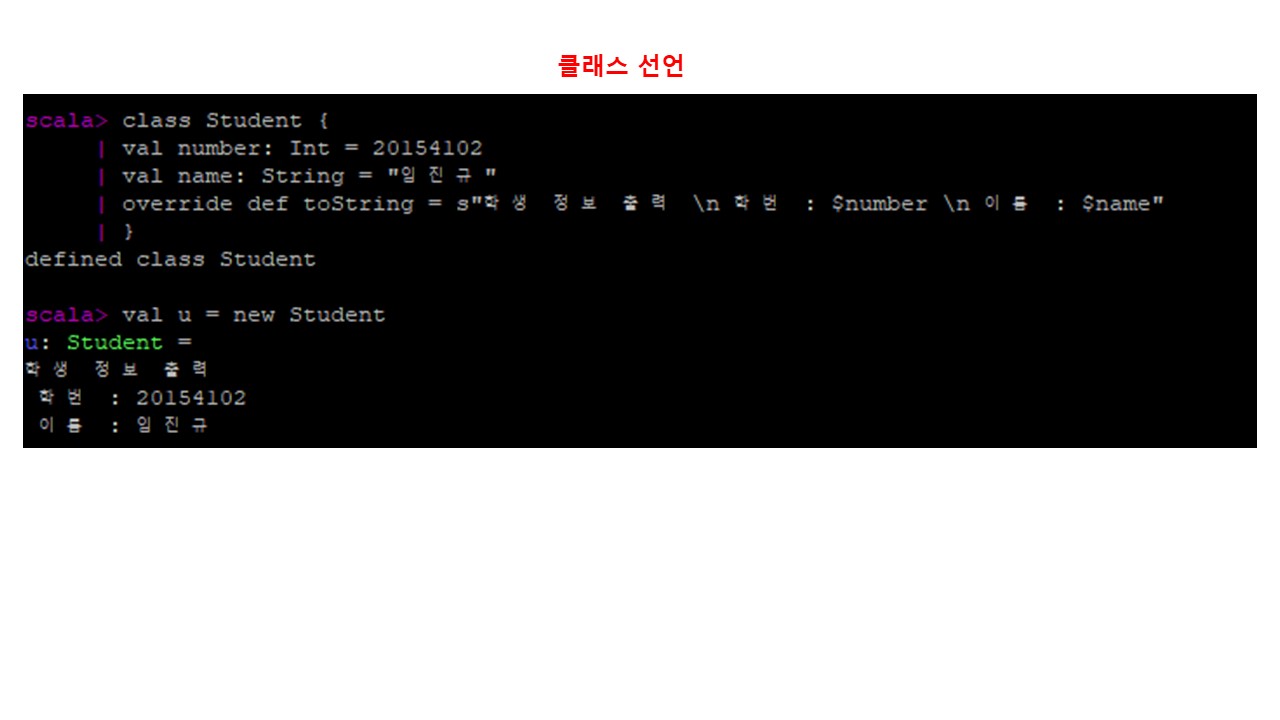 클래스 선언
scala> class Student {
| val number: Int = 20154102
| val name: String = "임진규"
| override def toString = s"학생 정보 출력 \n 학번 : $number \n 이름 : $name"
| }
defined class Student
scala> val u = new Student
u: Student =
학생 정보 출력
학번 : 20154102
이름 : 임진규